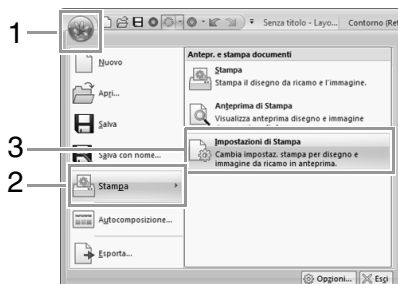 1
Senza titolo - Layo... Contorno (Ret
Antepr. e stampa documenti
Nuovo
Stampa
Stampa il disegno da ricamo e l'immagine.
Apri...
Anteprima di Stampa
Visualizza anteprima disegno e immagine
Salva
3
Impostazioni di Stampa
Cambia impostaz. stampa per disegno e
immagine da ricamo in anteprima.
Salva con nome...
2
Stampa
Autocomposizione...
Esporta...
Opzioni... Esci